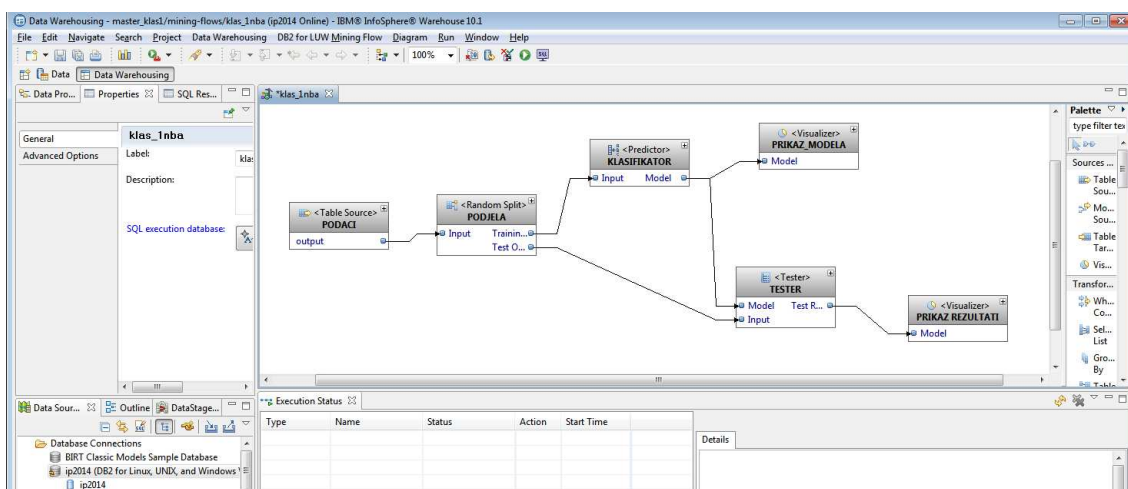 Data Warehousing - master_klas1/mining-flows/klas_1nba (ip2014 Online) - IBM® InfoSphere® Warehouse 10.1
File Edit Navigate Search Project Data Warehousing DB2 for LUW Mining Flow Diagram Run Window Help
100%
Data Data Warehousing
Data Pro... Properties SQL Res...
*klas_1nba
Palette
type filter tex
General
Advanced Options
klas_1nba
Label:
klas
Description:
SQL execution database:
<Table Source>
PODACI
output
<Random Split>
PODJELA
Input Trainin...
Test O...
<Predictor>
KLASIFIKATOR
Input Model
<Visualizer>
PRIKAZ_MODELA
Model
<Tester>
TESTER
Model Test R...
Input
<Visualizer>
PRIKAZ REZULTATI
Model
Sources ...
Table
Sou...
Mo...
Sou...
Table
Tar...
Vis...
Transfor...
Wh...
Co...
Sel...
List
Gro...
By
Data Sour... Outline DataStage...
Database Connections
BIRT Classic Models Sample Database
ip2014 (DB2 for Linux, UNIX, and Windows
ip2014
Execution Status
Type Name Status Action Start Time
Details